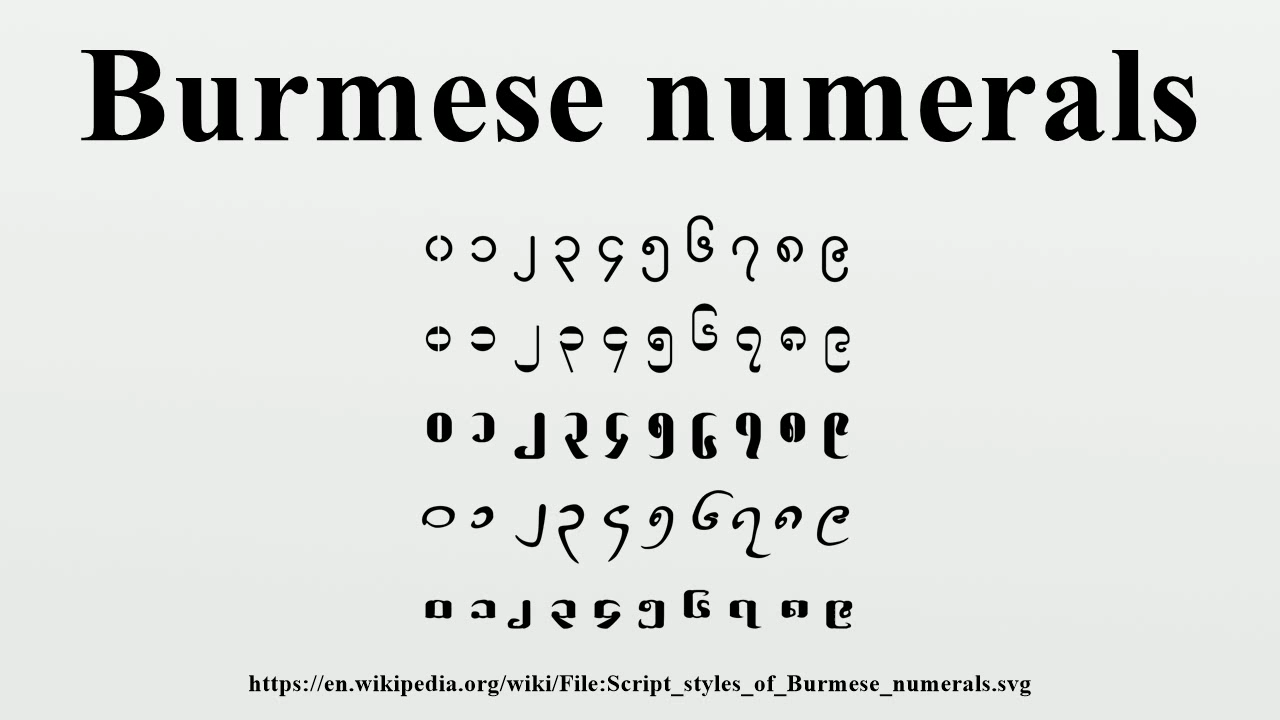 Burmese numerals
၀ ၁ ၂ ၃ ၄ ၅ ၆ ၇ ၈ ၉
၀ ၁ ၂ ၃ ၄ ၅ ၆ ၇ ၈ ၉
၀ ၁ ၂ ၃ ၄ ၅ ၆ ၇ ၈ ၉
၀ ၁ ၂ ၃ ၄ ၅ ၆ ၇ ၈ ၉
၀ ၁ ၂ ၃ ၄ ၅ ၆ ၇ ၈ ၉
https://en.wikipedia.org/wiki/File:Script_styles_of_Burmese_numerals.svg